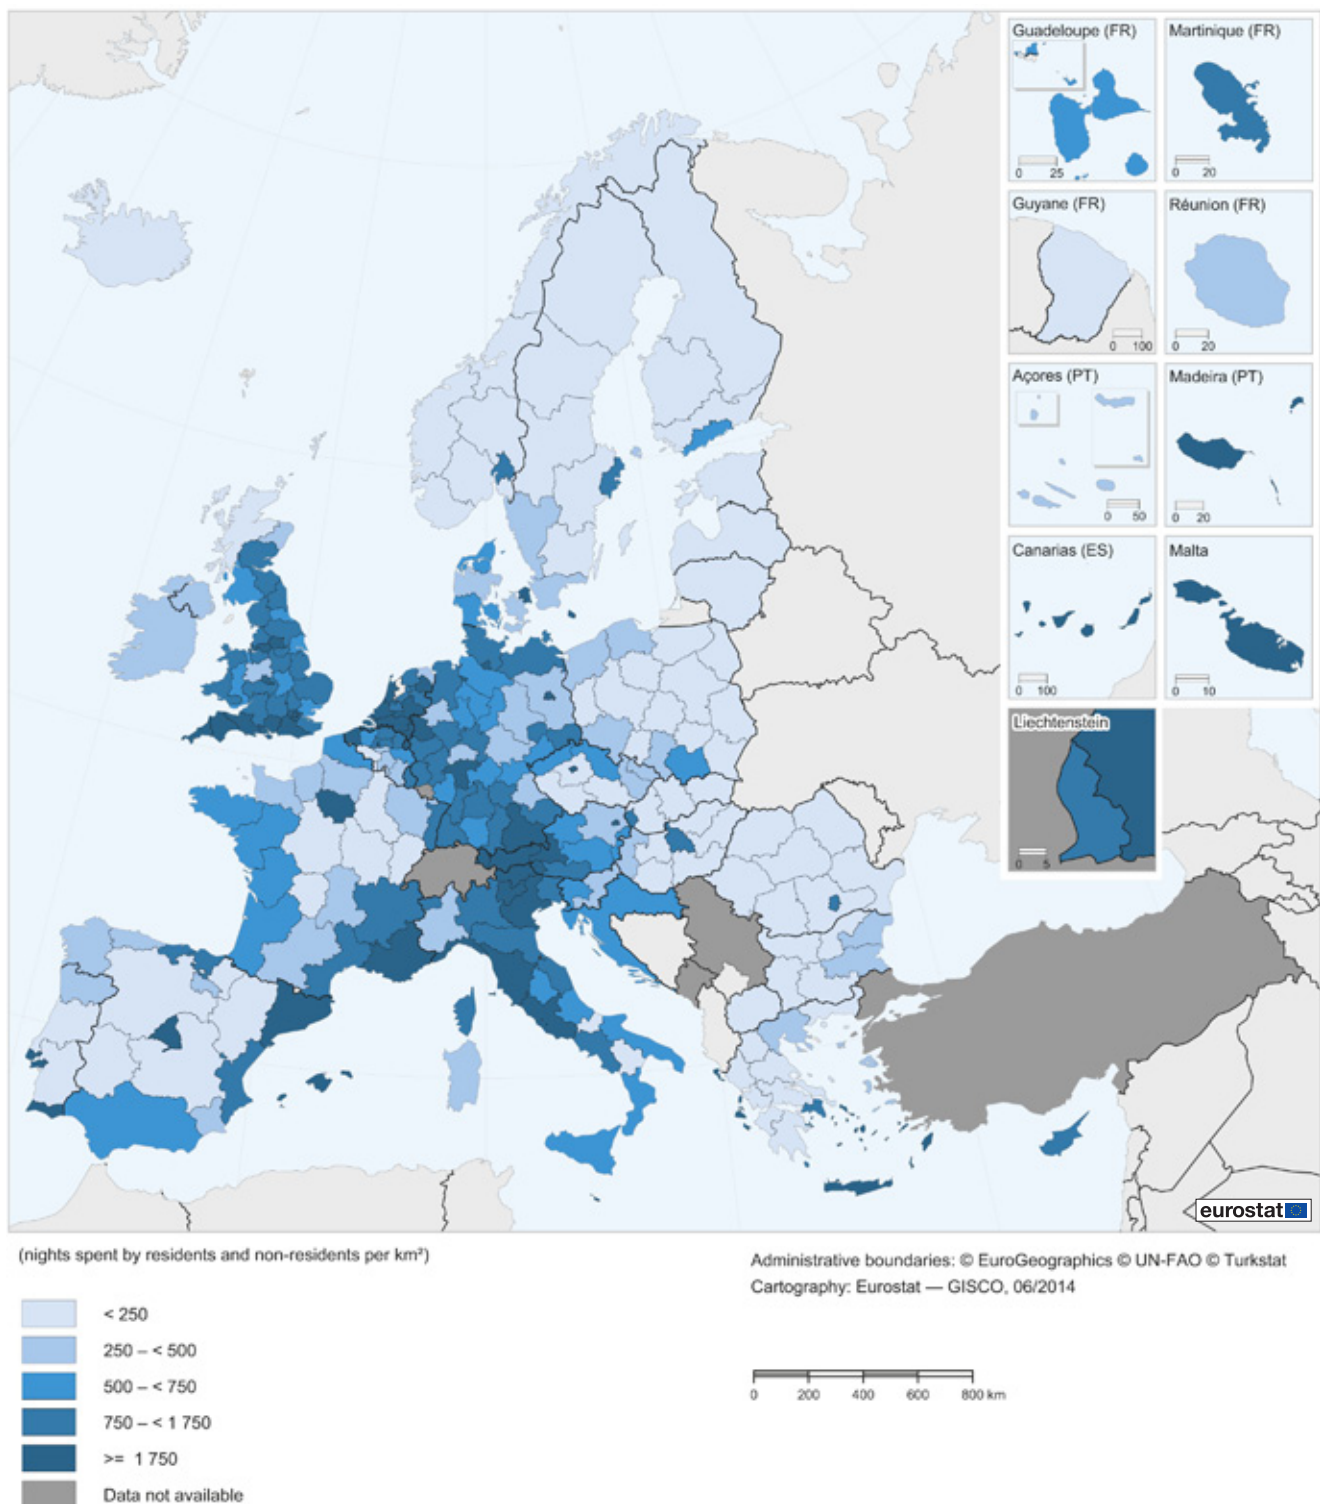 Guadeloupe (FR)
0 25
Martinique (FR)
0 20
Guyane (FR)
0 100
Réunion (FR)
0 20
Açores (PT)
0 50
Madeira (PT)
0 20
Canarias (ES)
0 100
Malta
0 10
Liechtenstein
0 5
eurostat
(nights spent by residents and non-residents per km²)
Administrative boundaries: © EuroGeographics © UN-FAO © Turkstat
Cartography: Eurostat — GISCO, 06/2014
< 250
250 – < 500
500 – < 750
750 – < 1 750
>= 1 750
Data not available
0 200 400 600 800 km